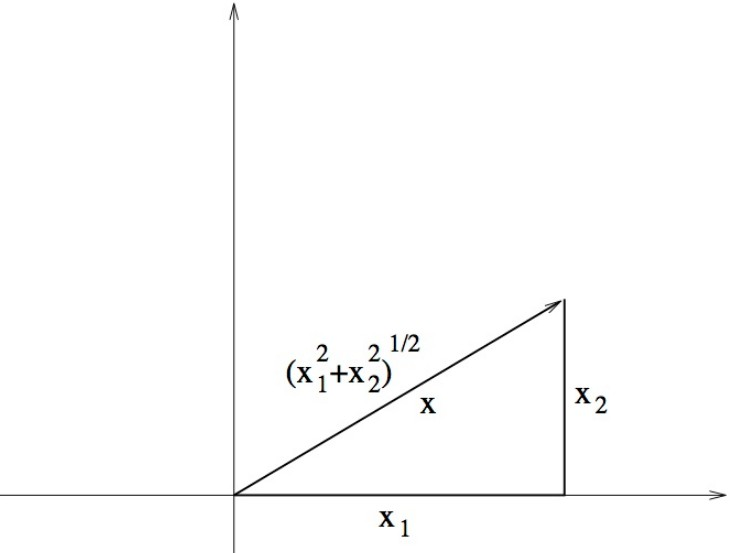 (x₁²+x₂²)^1/2
x
x₂
x₁